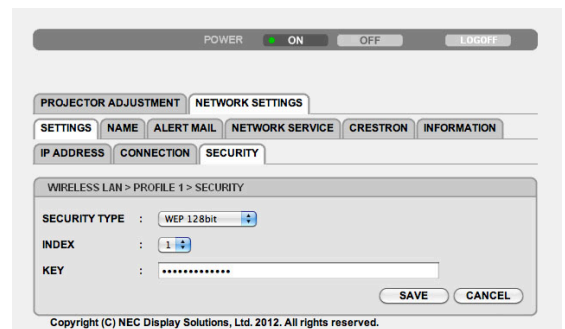 POWER ON OFF LOGOFF
PROJECTOR ADJUSTMENT NETWORK SETTINGS
SETTINGS NAME ALERT MAIL NETWORK SERVICE CRESTRON INFORMATION
IP ADDRESS CONNECTION SECURITY
WIRELESS LAN > PROFILE 1 > SECURITY
SECURITY TYPE : WEP 128bit
INDEX : 1
KEY : •••••••••••••
SAVE CANCEL
Copyright (C) NEC Display Solutions, Ltd. 2012. All rights reserved.